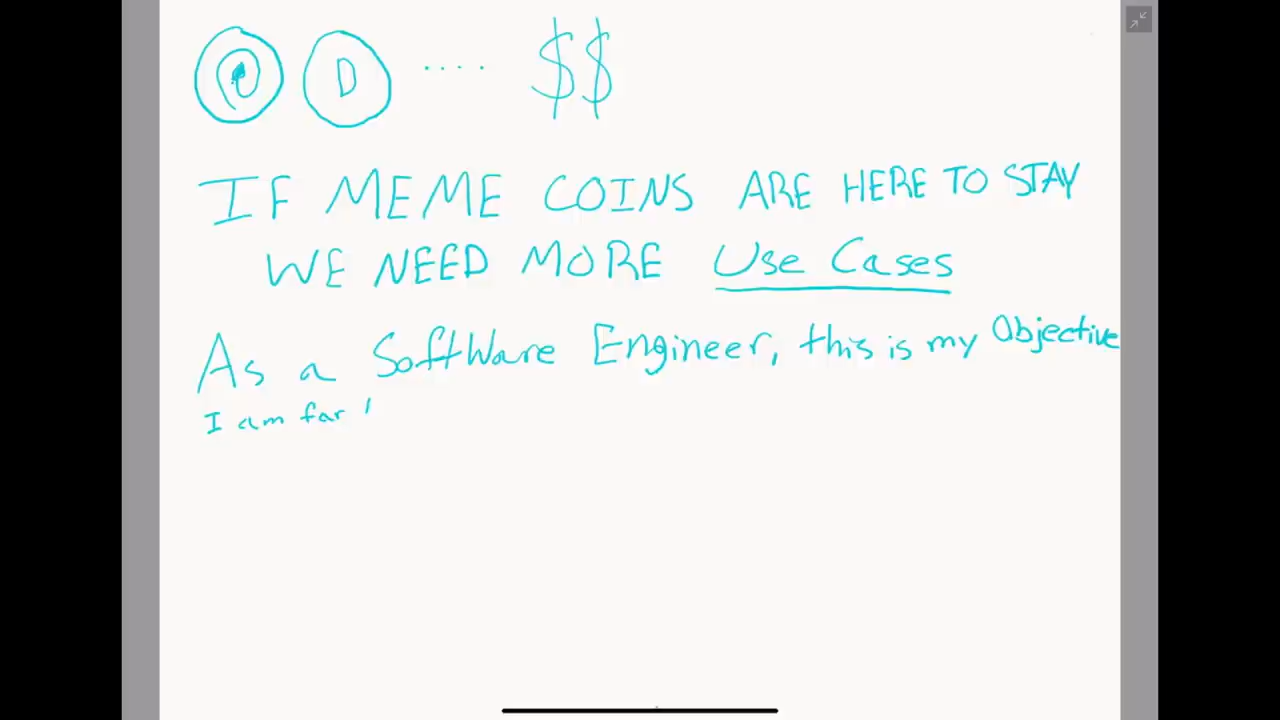 D .... $$
IF MEME COINS ARE HERE TO STAY
WE NEED MORE Use Cases
As a Software Engineer, this is my Objective
I am far